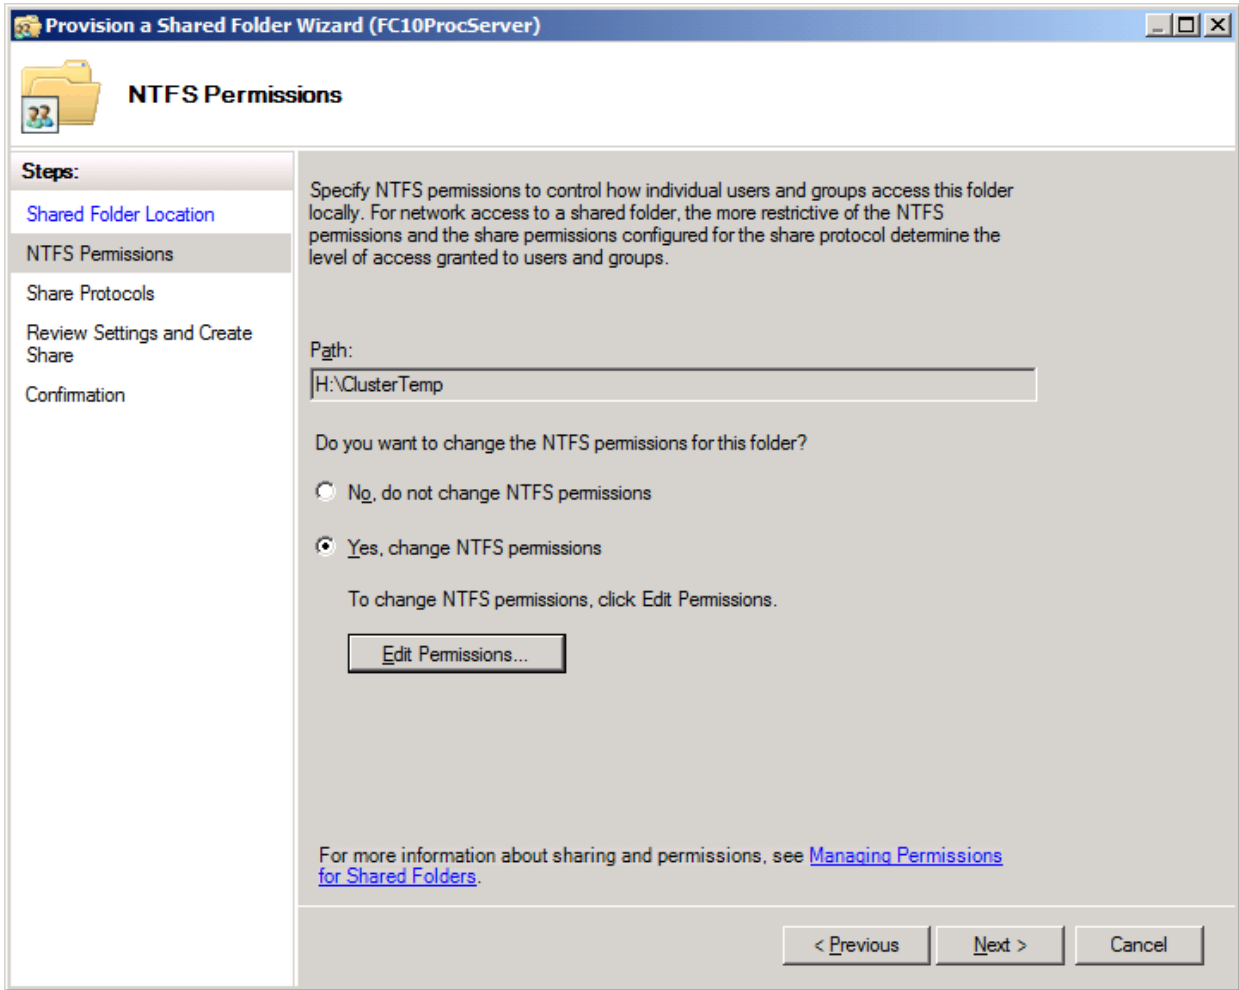 Provision a Shared Folder Wizard (FC10ProcServer)
NTFS Permissions
Steps:
Shared Folder Location
NTFS Permissions
Share Protocols
Review Settings and Create
Share
Confirmation
Specify NTFS permissions to control how individual users and groups access this folder
locally. For network access to a shared folder, the more restrictive of the NTFS
permissions and the share permissions configured for the share protocol determine the
level of access granted to users and groups.
Path:
H:\ClusterTemp
Do you want to change the NTFS permissions for this folder?
No, do not change NTFS permissions
Yes, change NTFS permissions
To change NTFS permissions, click Edit Permissions.
Edit Permissions...
For more information about sharing and permissions, see Managing Permissions
for Shared Folders.
< Previous
Next >
Cancel